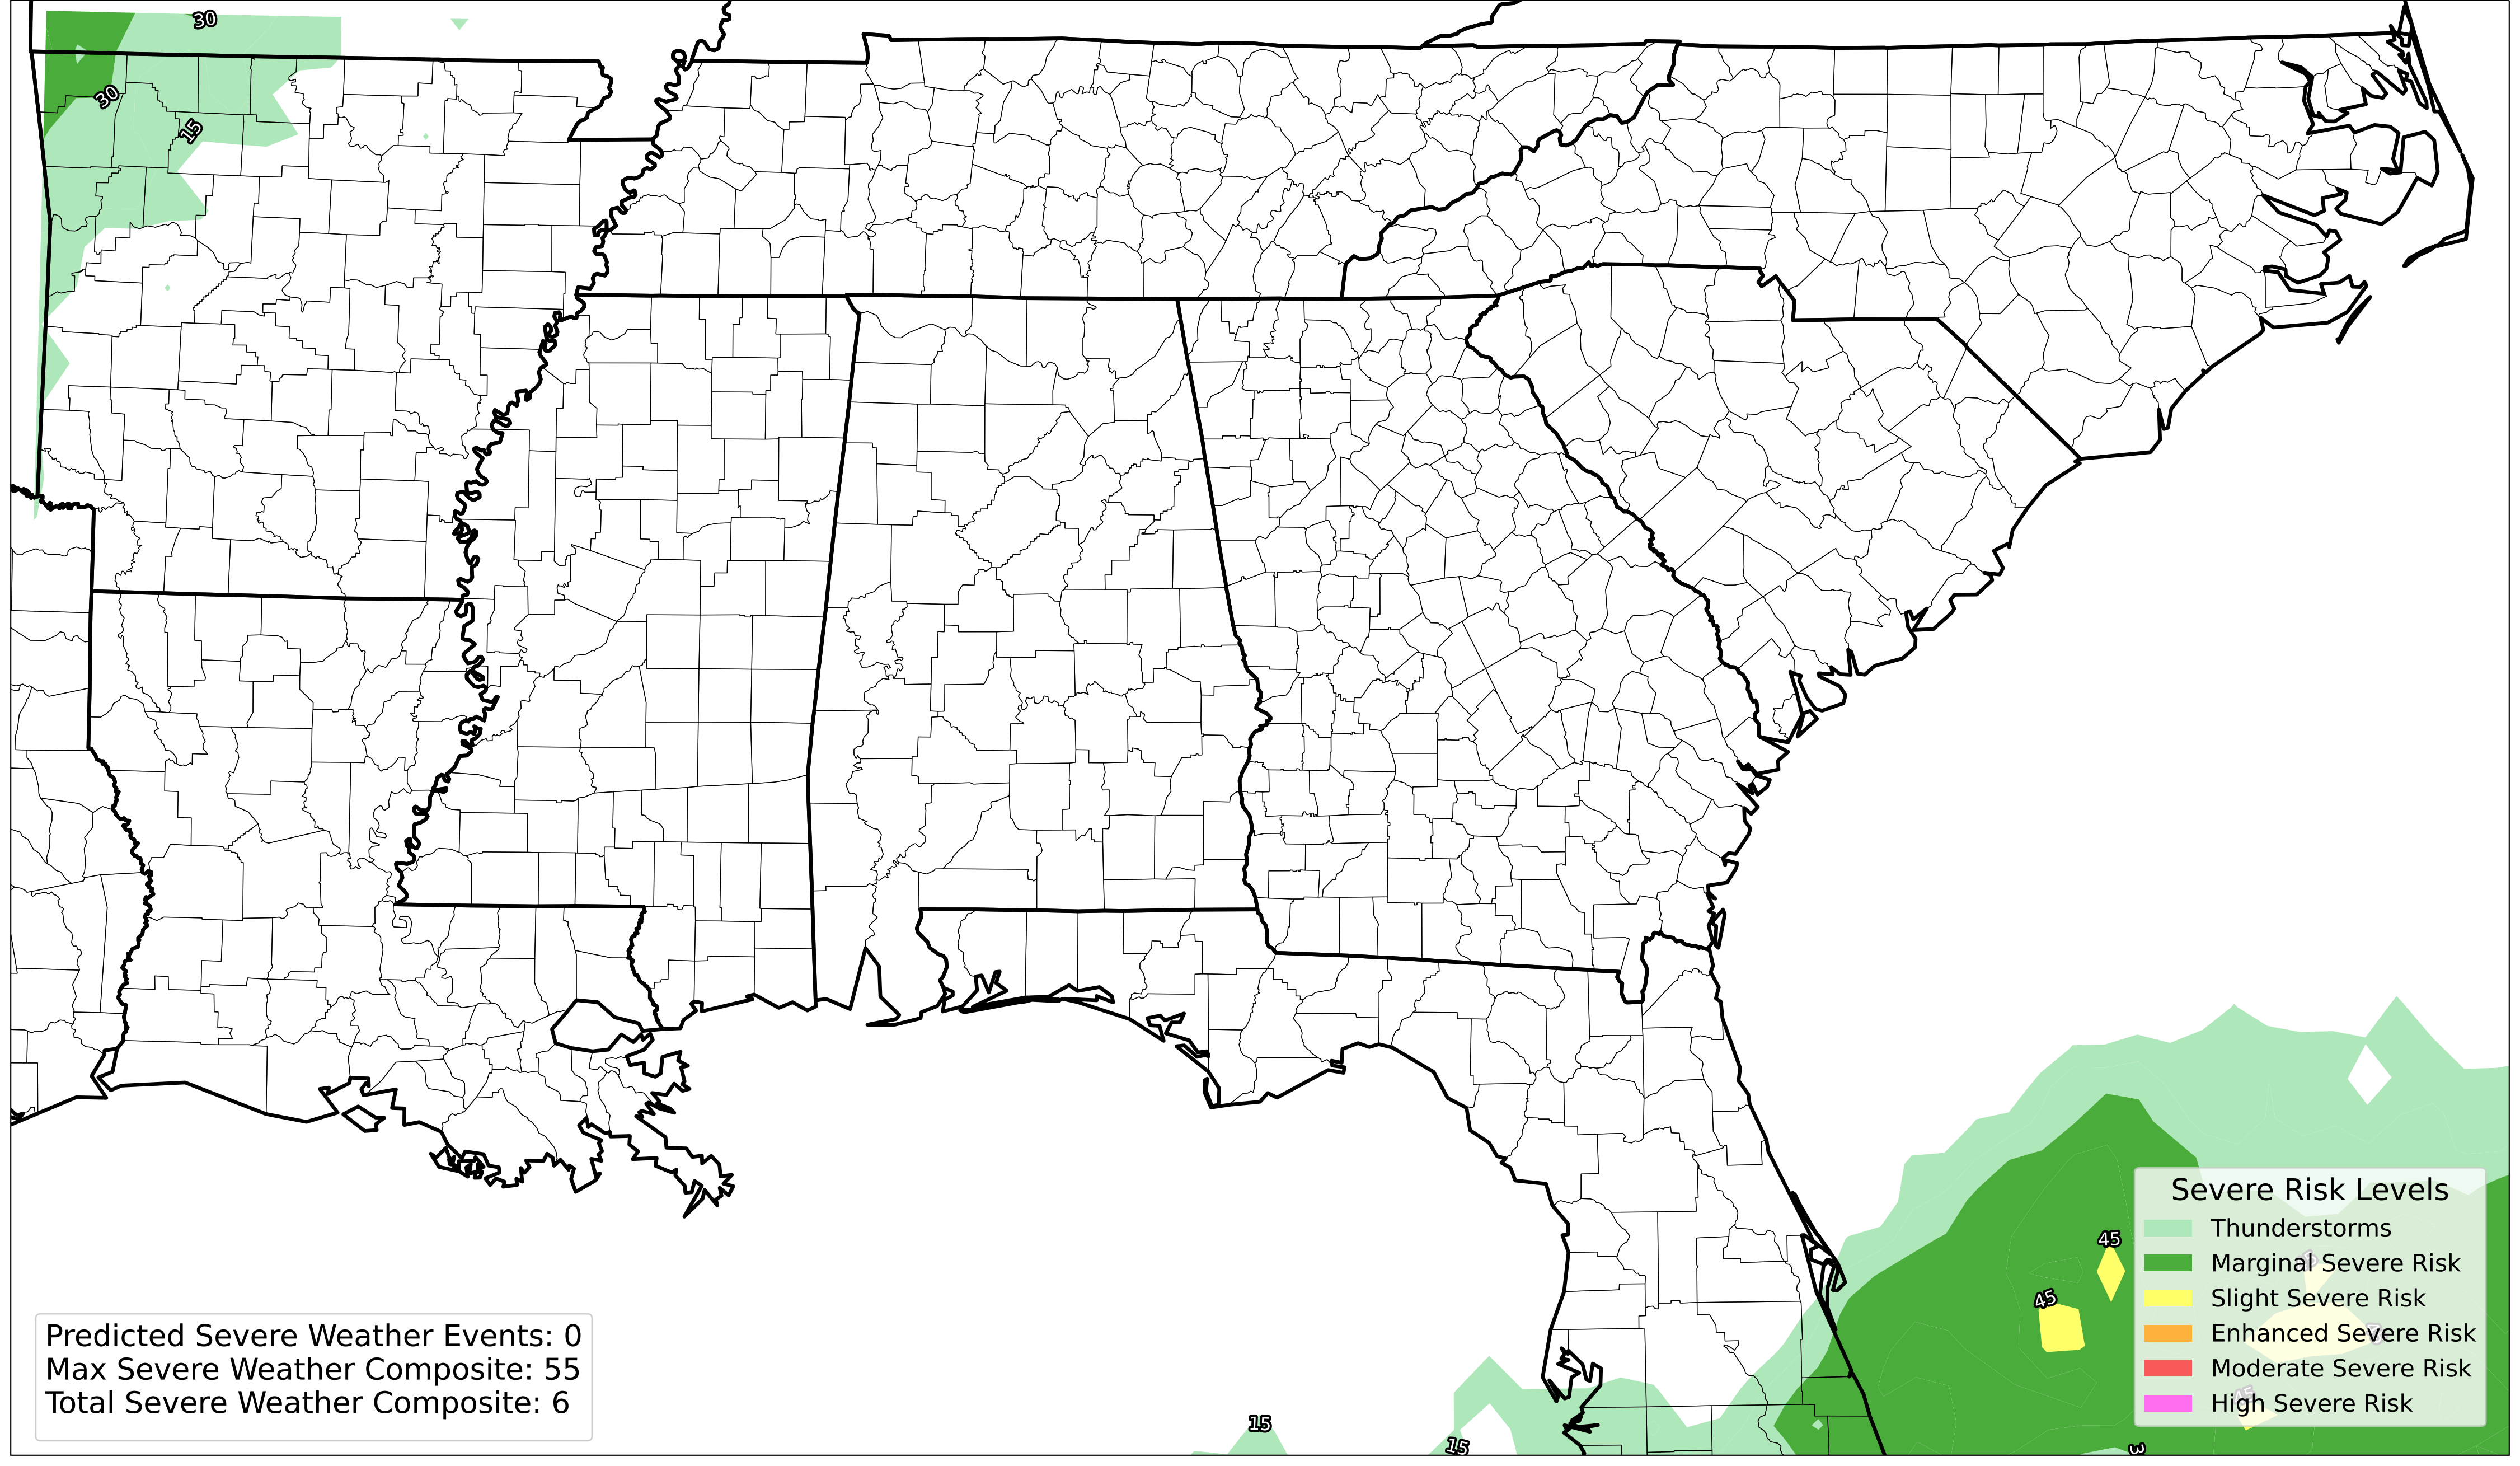 30
30
15
45
45
15
15
3
Severe Risk Levels
Thunderstorms
Marginal Severe Risk
Slight Severe Risk
Enhanced Severe Risk
Moderate Severe Risk
High Severe Risk
Predicted Severe Weather Events: 0
Max Severe Weather Composite: 55
Total Severe Weather Composite: 6